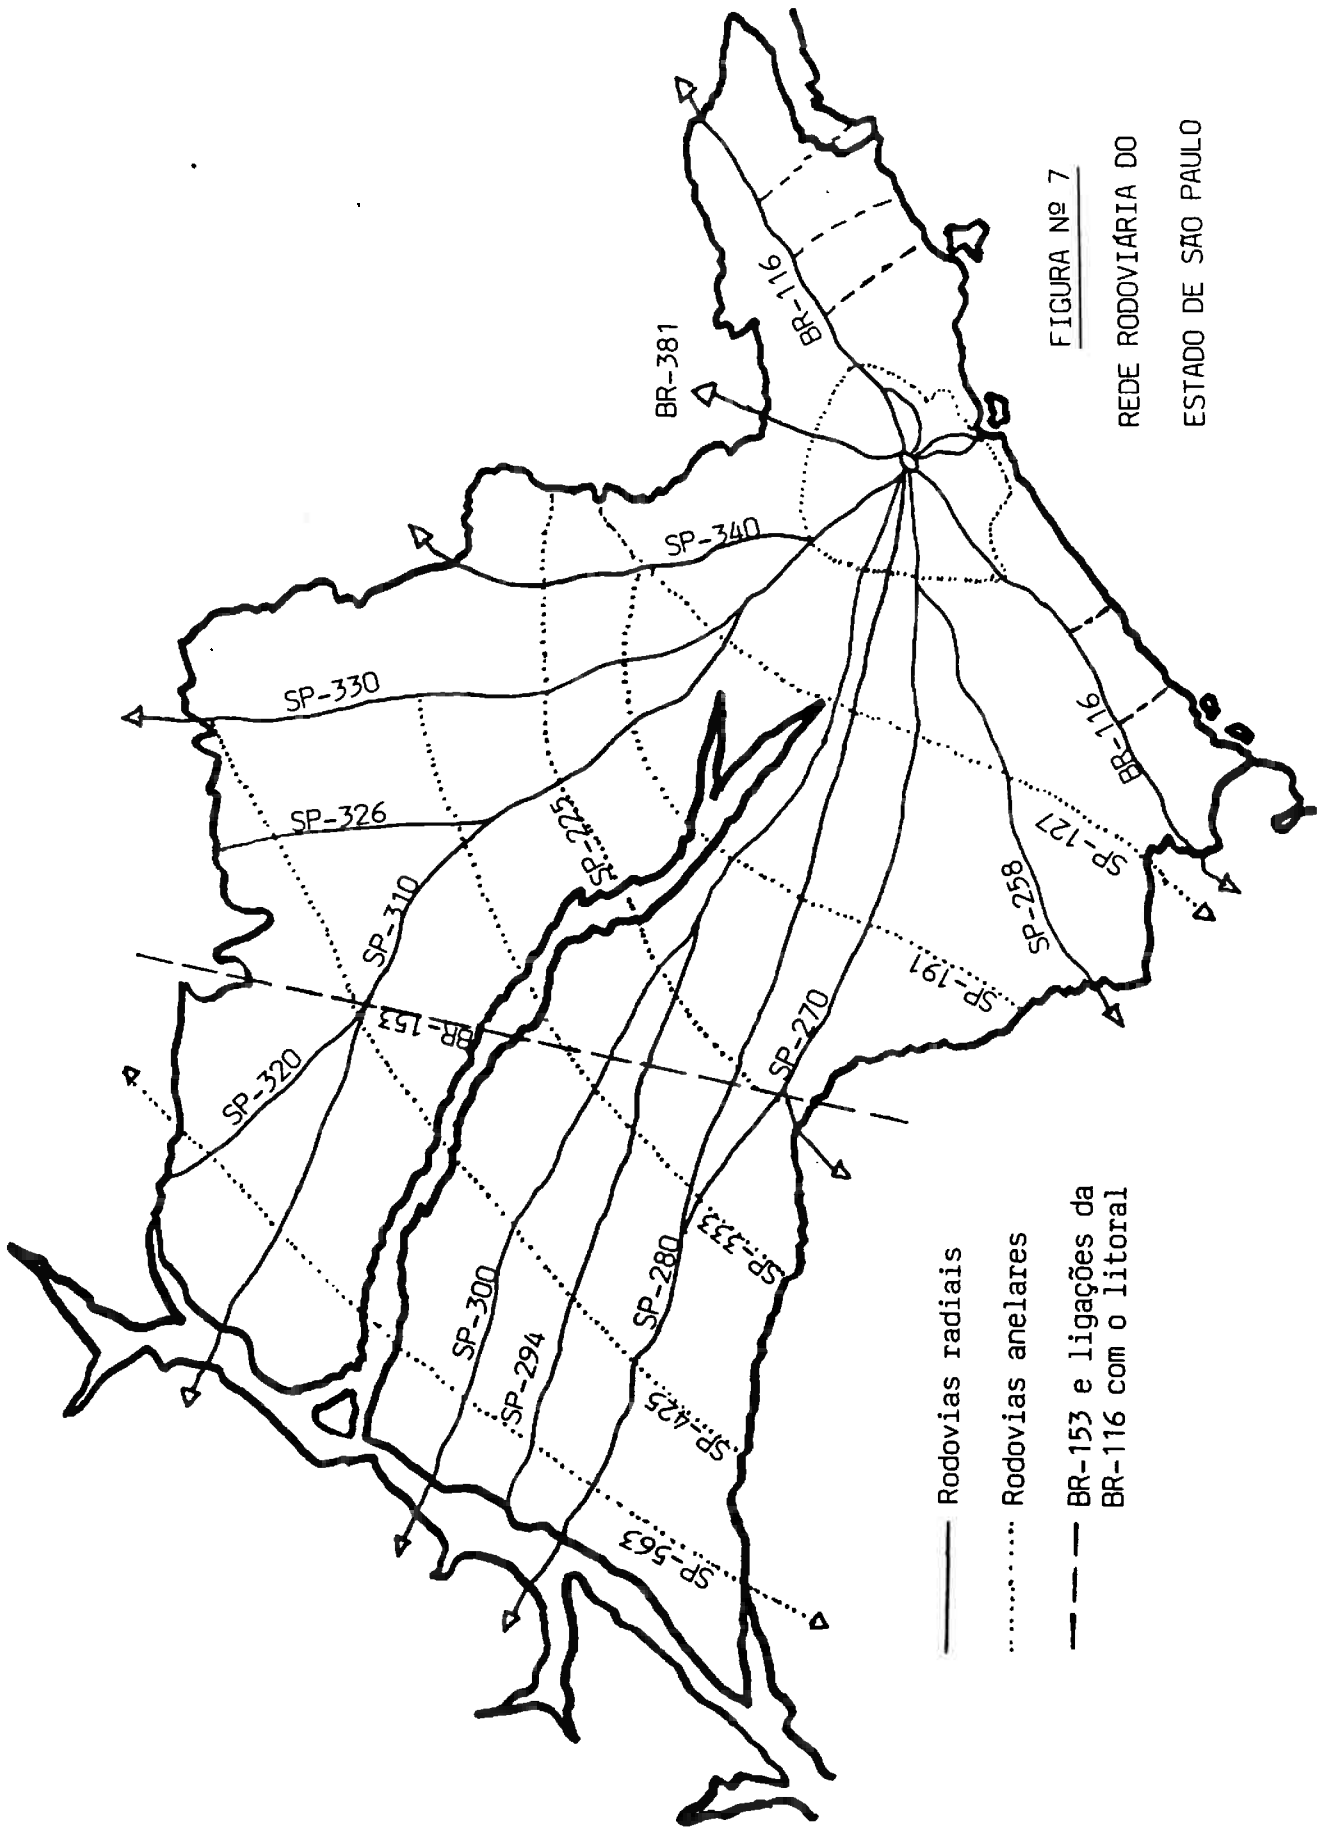 FIGURA Nº 7
REDE RODOVIÁRIA DO
ESTADO DE SÃO PAULO
BR-381
BR-116
SP-340
SP-330
SP-326
SP-310
SP-225
SP-320
BR-153
SP-300
SP-294
SP-280
SP-270
SP-258
SP-127
SP-191
SP-333
SP-425
SP-563
BR-116
Rodovias radiais
Rodovias anelares
BR-153 e ligações da
BR-116 com o litoral